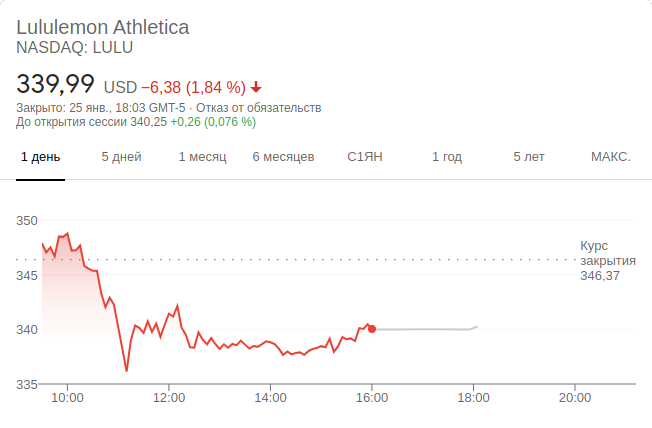 Lululemon Athletica
NASDAQ: LULU
339,99 USD −6,38 (1,84 %)
Закрыто: 25 янв., 18:03 GMT-5 · Отказ от обязательств
До открытия сессии 340,25 +0,26 (0,076 %)
1 день 5 дней 1 месяц 6 месяцев С1ЯН 1 год 5 лет МАКС.
350
Курс
закрытия
345 346,37
340
335
10:00 12:00 14:00 16:00 18:00 20:00